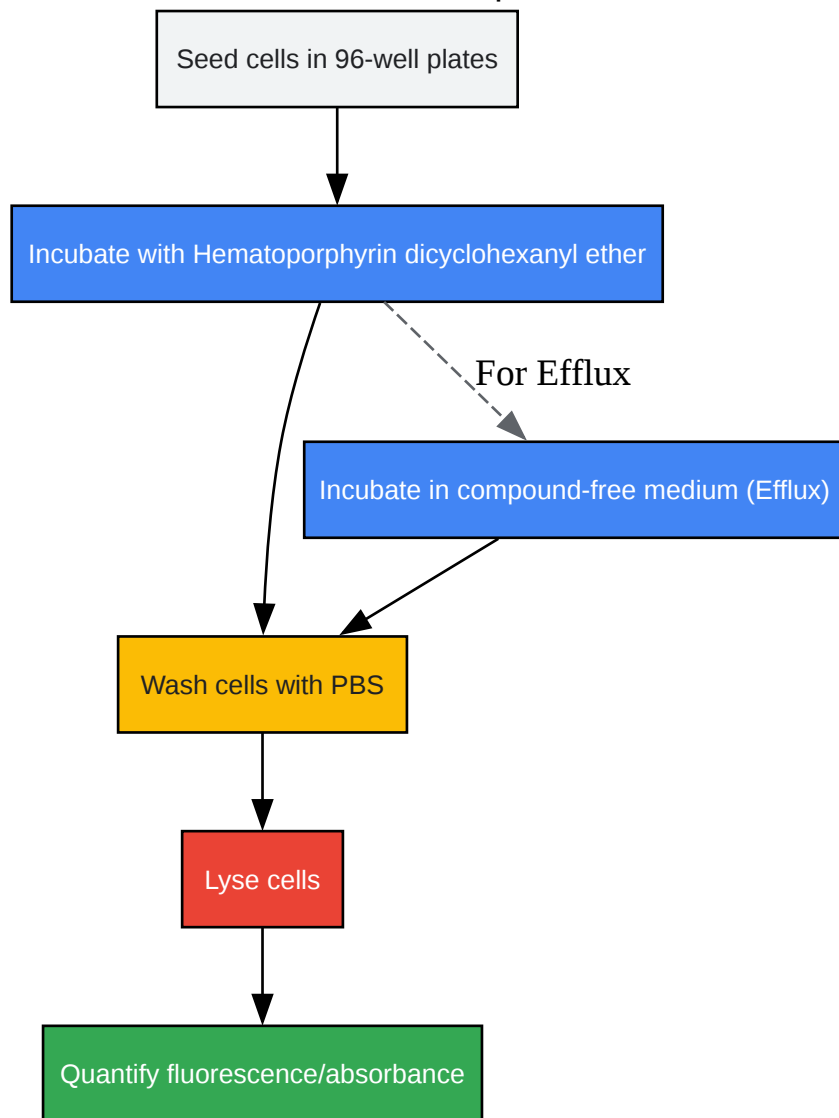 Seed cells in 96-well plates
Incubate with Hematoporphyrin dicyclohexanyl ether
For Efflux
Incubate in compound-free medium (Efflux)
Wash cells with PBS
Lyse cells
Quantify fluorescence/absorbance